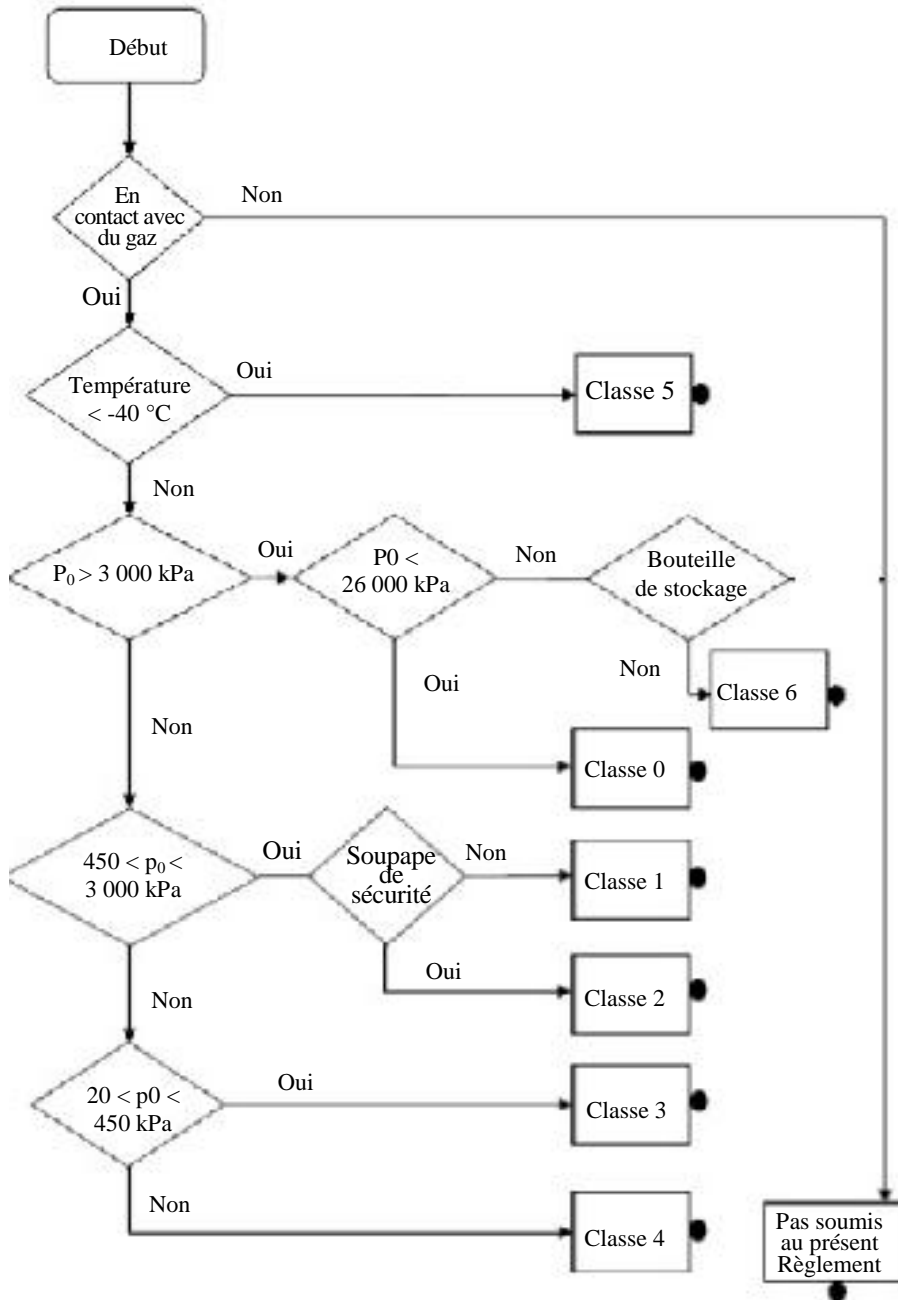 Début
En
contact avec
du gaz
Non
Oui
Température
< -40 °C
Oui
Classe 5
Non
P₀ > 3 000 kPa
Oui
P0 <
26 000 kPa
Non
Bouteille
de stockage
Non
Classe 6
Oui
Classe 0
Non
450 < p₀ <
3 000 kPa
Oui
Soupape
de
sécurité
Non
Classe 1
Oui
Classe 2
Non
20 < p0 <
450 kPa
Oui
Classe 3
Non
Classe 4
Pas soumis
au présent
Règlement